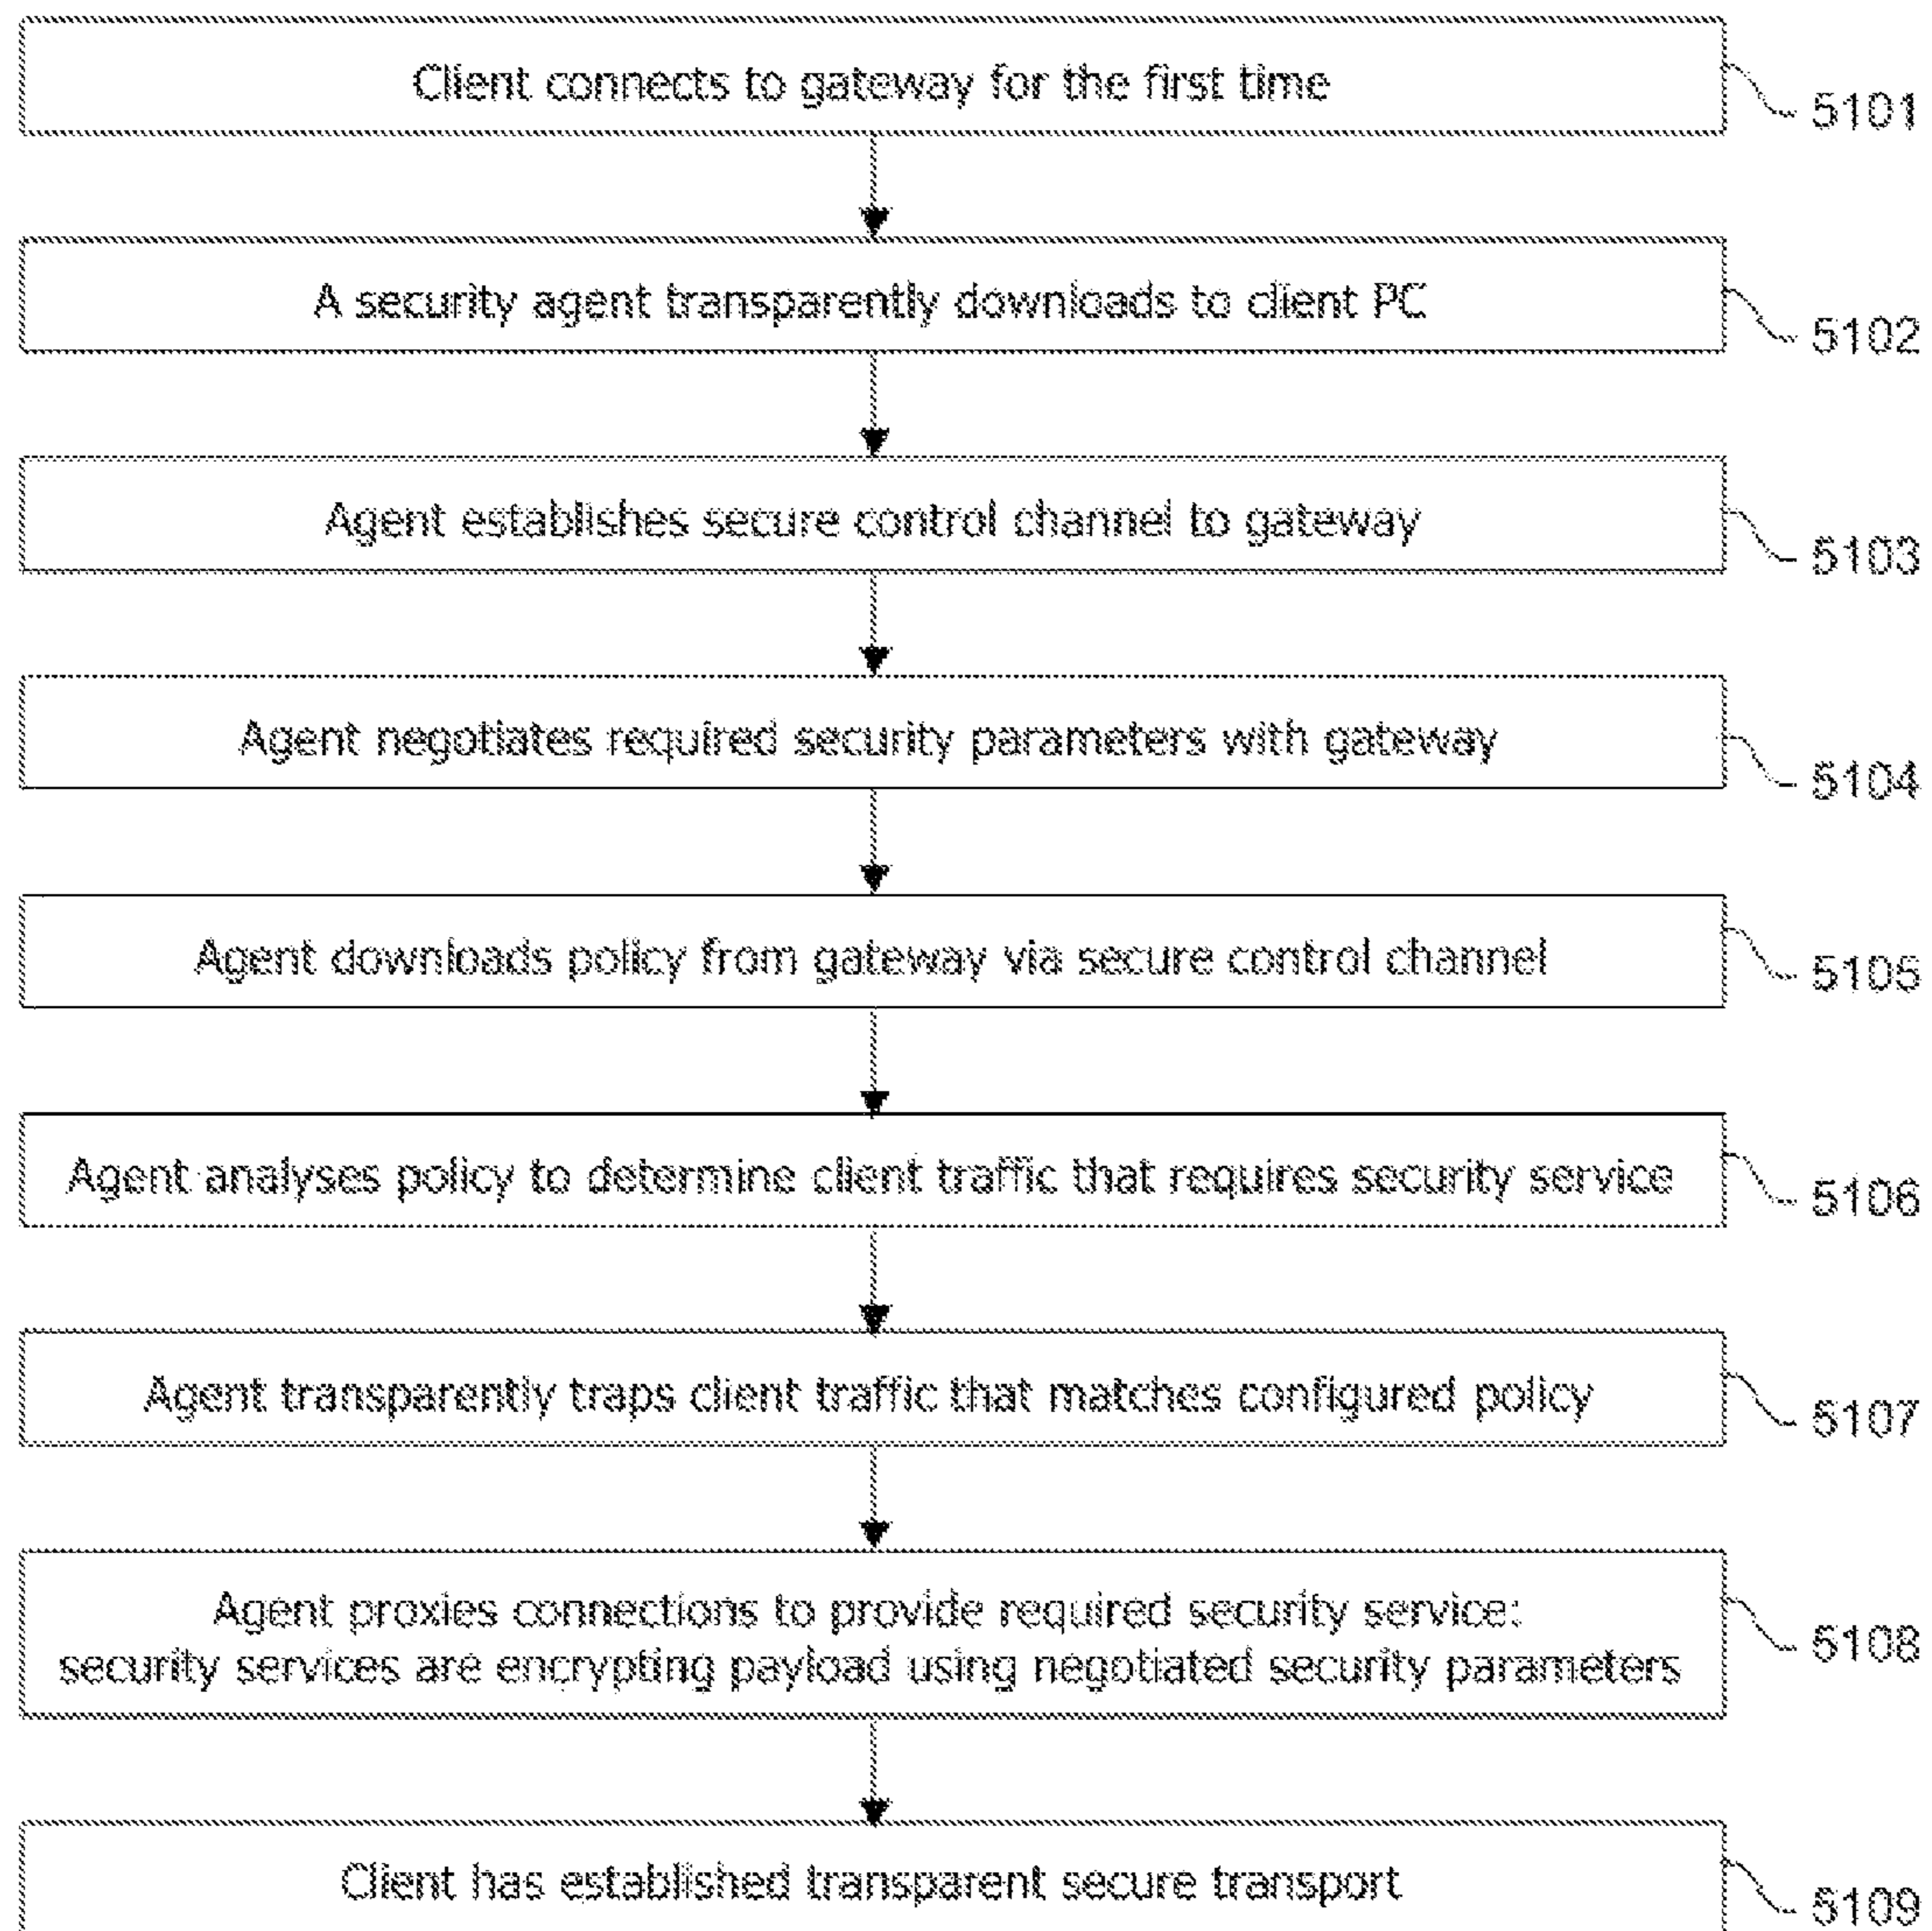 Client connects to gateway for the first time
5101
A security agent transparently downloads to client PC
5102
Agent establishes secure control channel to gateway
5103
Agent negotiates required security parameters with gateway
5104
Agent downloads policy from gateway via secure control channel
5105
Agent analyses policy to determine client traffic that requires security service
5106
Agent transparently traps client traffic that matches configured policy
5107
Agent proxies connections to provide required security service:
security services are encrypting payload using negotiated security parameters
5108
Client has established transparent secure transport
5109